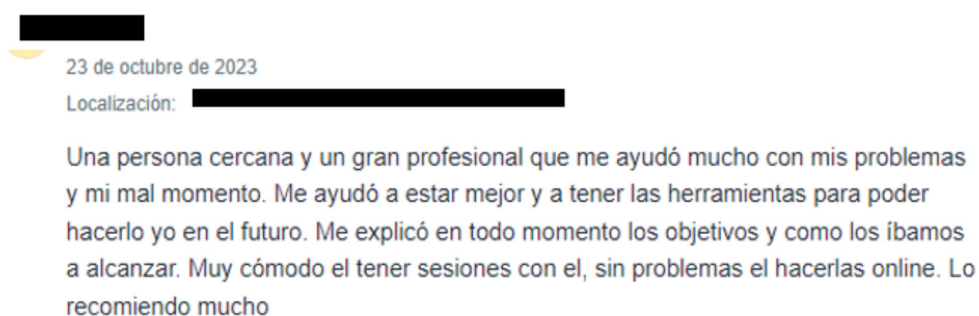 23 de octubre de 2023
Localización:
Una persona cercana y un gran profesional que me ayudó mucho con mis problemas
y mi mal momento. Me ayudó a estar mejor y a tener las herramientas para poder
hacerlo yo en el futuro. Me explicó en todo momento los objetivos y como los íbamos
a alcanzar. Muy cómodo el tener sesiones con el, sin problemas el hacerlas online. Lo
recomiendo mucho